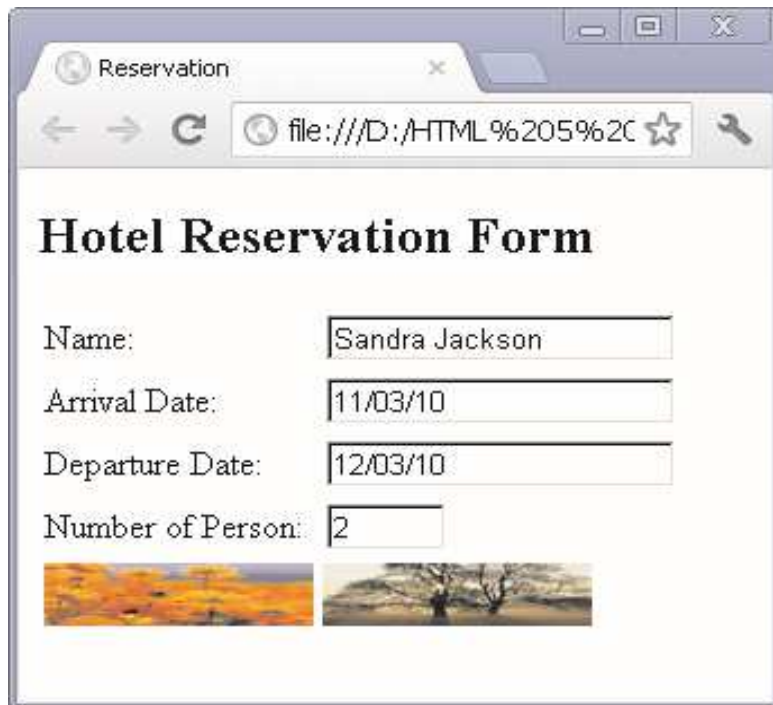 Reservation
file:///D:/HTML%205%20
Hotel Reservation Form
Name: Sandra Jackson
Arrival Date: 11/03/10
Departure Date: 12/03/10
Number of Person: 2